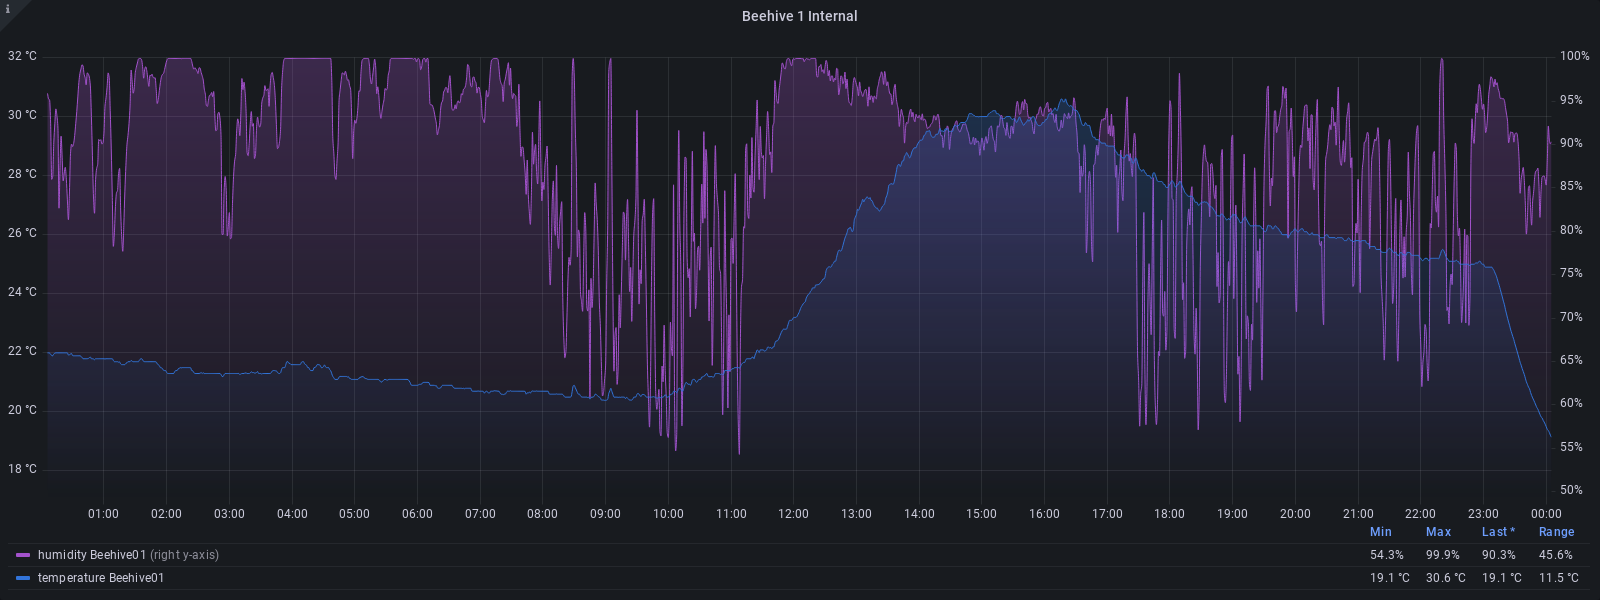 i
Beehive 1 Internal
32 °C 100%
30 °C 95%
28 °C 90%
26 °C 85%
24 °C 80%
22 °C 75%
20 °C 70%
18 °C 65%
60%
55%
50%
01:00 02:00 03:00 04:00 05:00 06:00 07:00 08:00 09:00 10:00 11:00 12:00 13:00 14:00 15:00 16:00 17:00 18:00 19:00 20:00 21:00 22:00 23:00 00:00
Min Max Last * Range
humidity Beehive01 (right y-axis) 54.3% 99.9% 90.3% 45.6%
temperature Beehive01 19.1 °C 30.6 °C 19.1 °C 11.5 °C